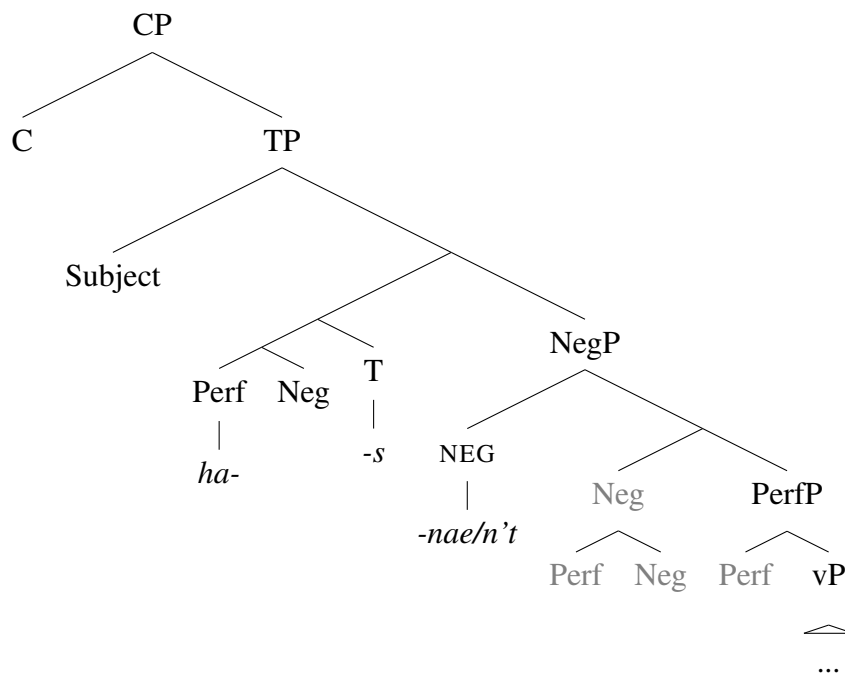 CP
C TP
Subject
NegP
Perf Neg T
ha- -s NEG Neg PerfP
-nae/n't Perf Neg Perf vP
...